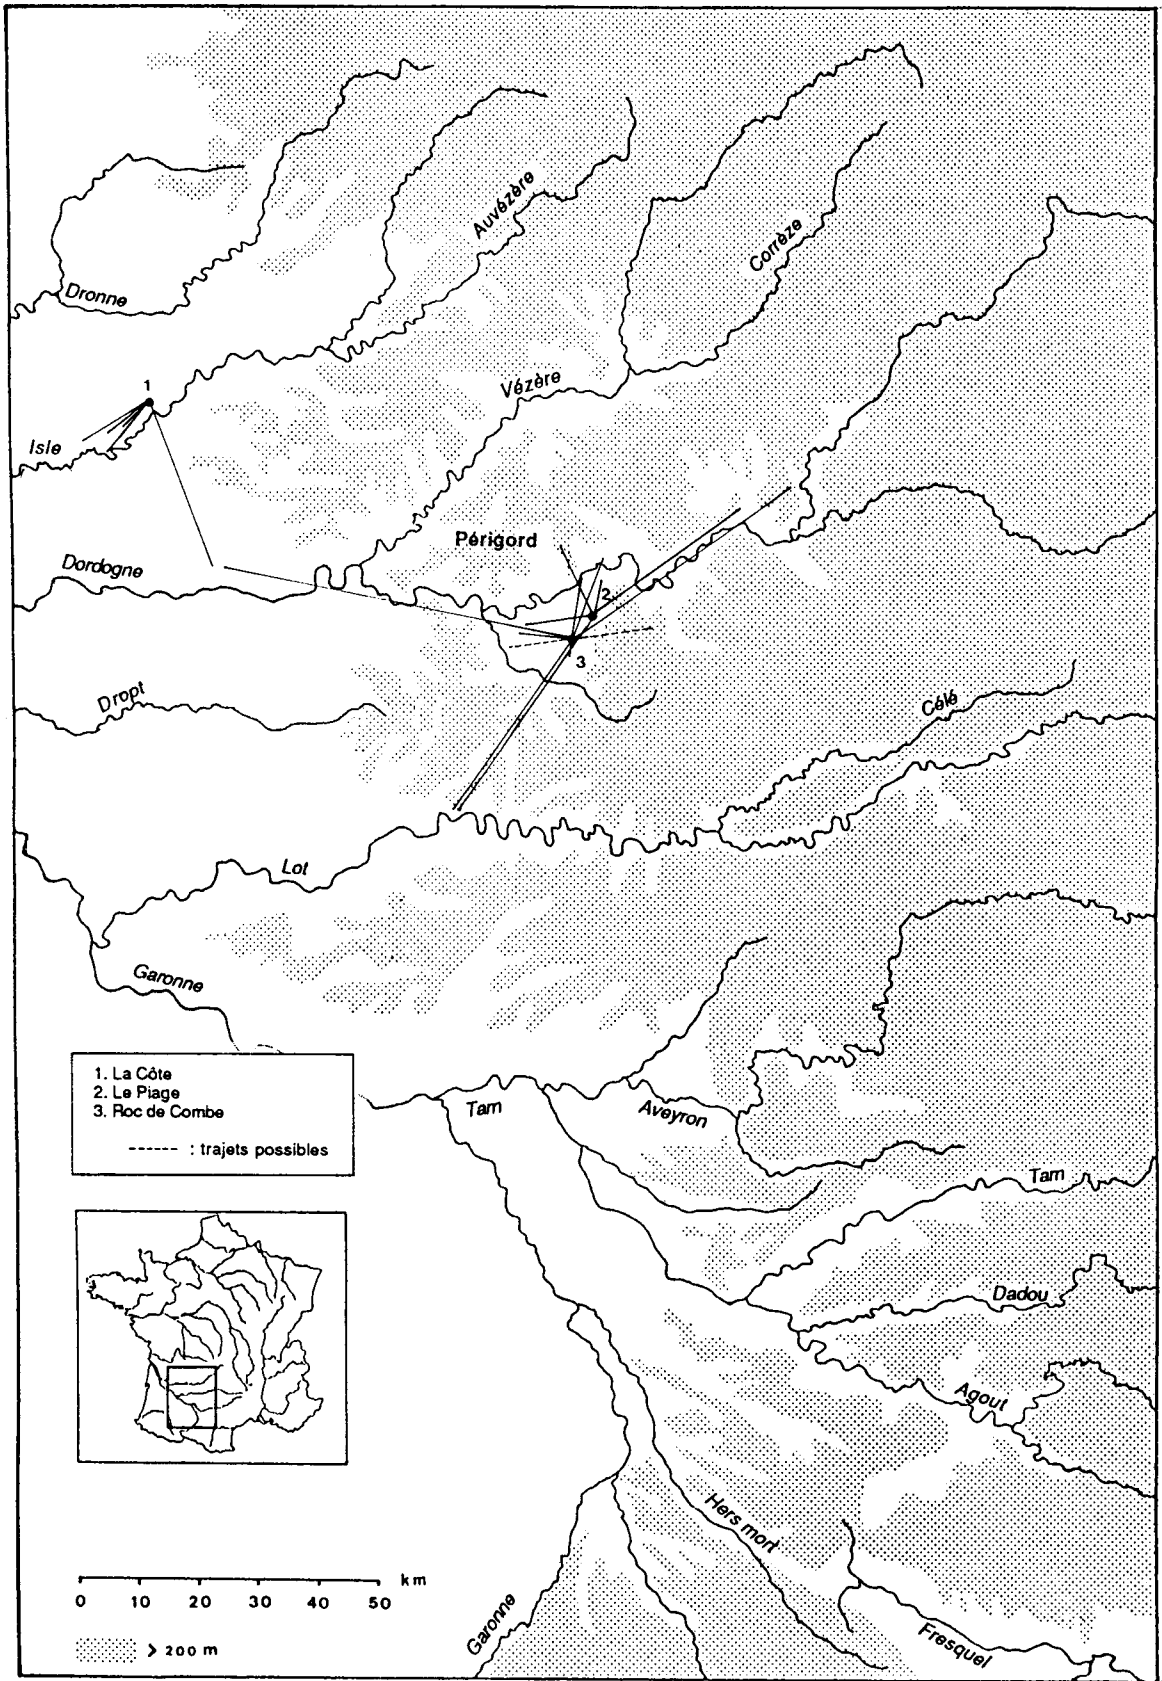 Auvézère
Corrèze
Dronne
1
Vézère
Isle
Périgord
Dordogne
2
3
Dropt
Célé
Lot
Garonne
1. La Côte
2. Le Piage
3. Roc de Combe
------ : trajets possibles
Tarn
Aveyron
Tarn
Dadou
Agout
Hers mort
Garonne
Fresquel
km
0 10 20 30 40 50
> 200 m